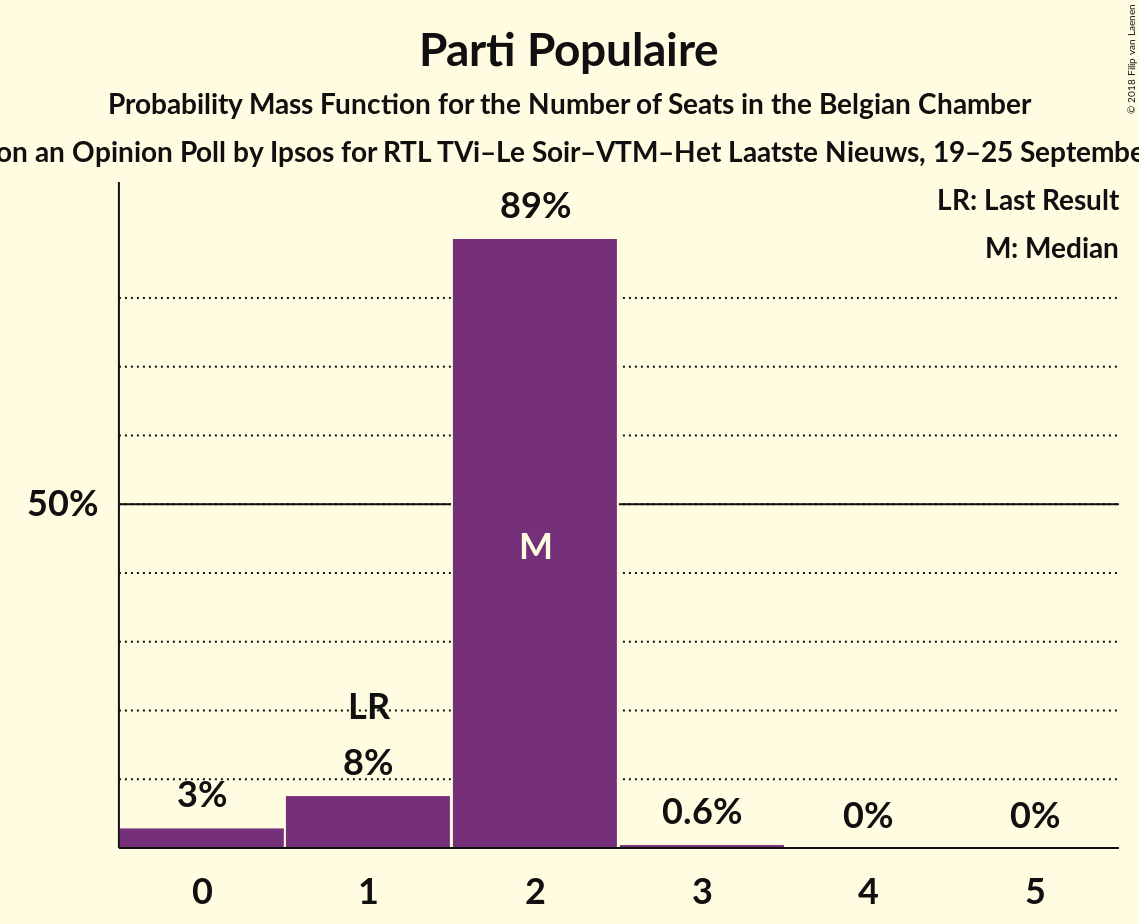 Parti Populaire
Probability Mass Function for the Number of Seats in the Belgian Chamber
on an Opinion Poll by Ipsos for RTL TVi–Le Soir–VTM–Het Laatste Nieuws, 19–25
LR: Last Result
M: Median
89%
50%
M
LR
8%
3%
0.6%
0%
0%
0 1 2 3 4 5
© 2018 Filip van Laenen